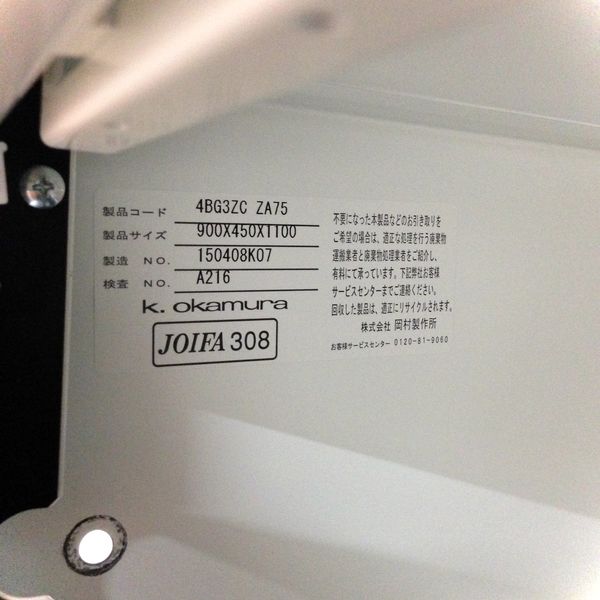 製品コード 4BG3ZC ZA75
製品サイズ 900X450X1100
製造 NO. 150408K07
検査 NO. A216
K. okamura
JOIFA 308
不要になった本製品などのお引き取りを
ご希望の場合は、適正な処理を行う廃棄物
運搬業者と廃棄物処理業者をご紹介し、
有料にて承っています。下記弊社お客様
サービスセンターまでご連絡ください。
回収した製品は、適正にリサイクルされます。
株式会社 岡村製作所
お客様サービスセンター 0120-81-9060